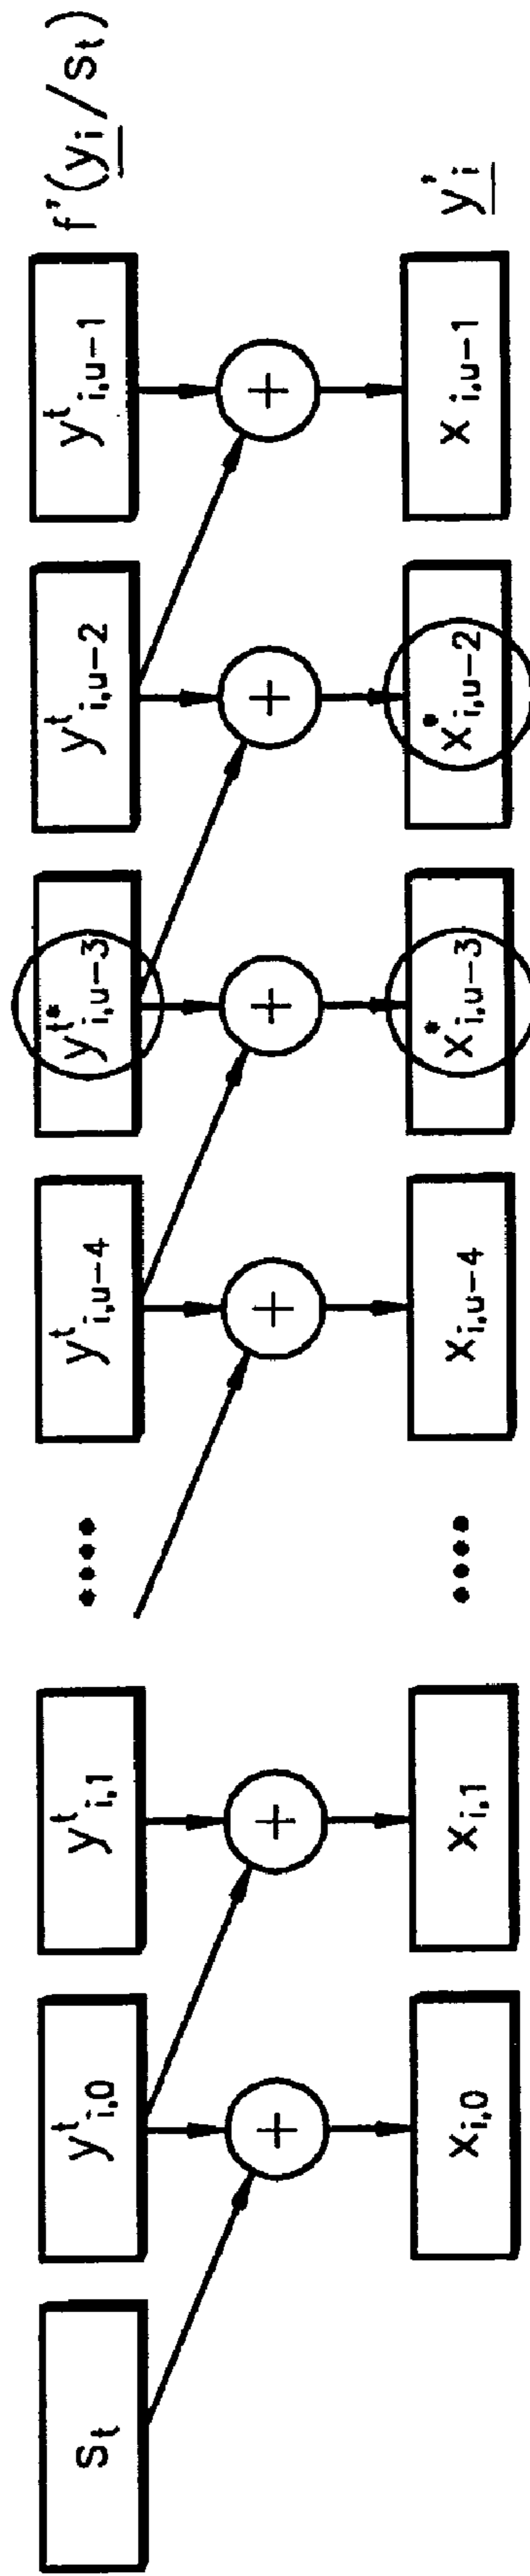 S_t y^t_{i,0} y^t_{i,1} •••• y^t_{i,u-4} y^{t*}_{i,u-3} y^t_{i,u-2} y^t_{i,u-1} f'(y_i/S_t)
+ + + + + +
x_{i,0} x_{i,1} •••• x_{i,u-4} x^*_{i,u-3} x^*_{i,u-2} x_{i,u-1} y'_i